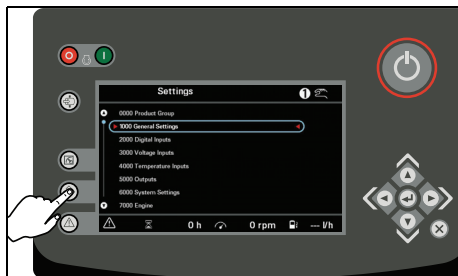 Settings 1
0000 Product Group
1000 General Settings
2000 Digital Inputs
3000 Voltage Inputs
4000 Temperature Inputs
5000 Outputs
6000 System Settings
7000 Engine
0 h 0 rpm --- l/h